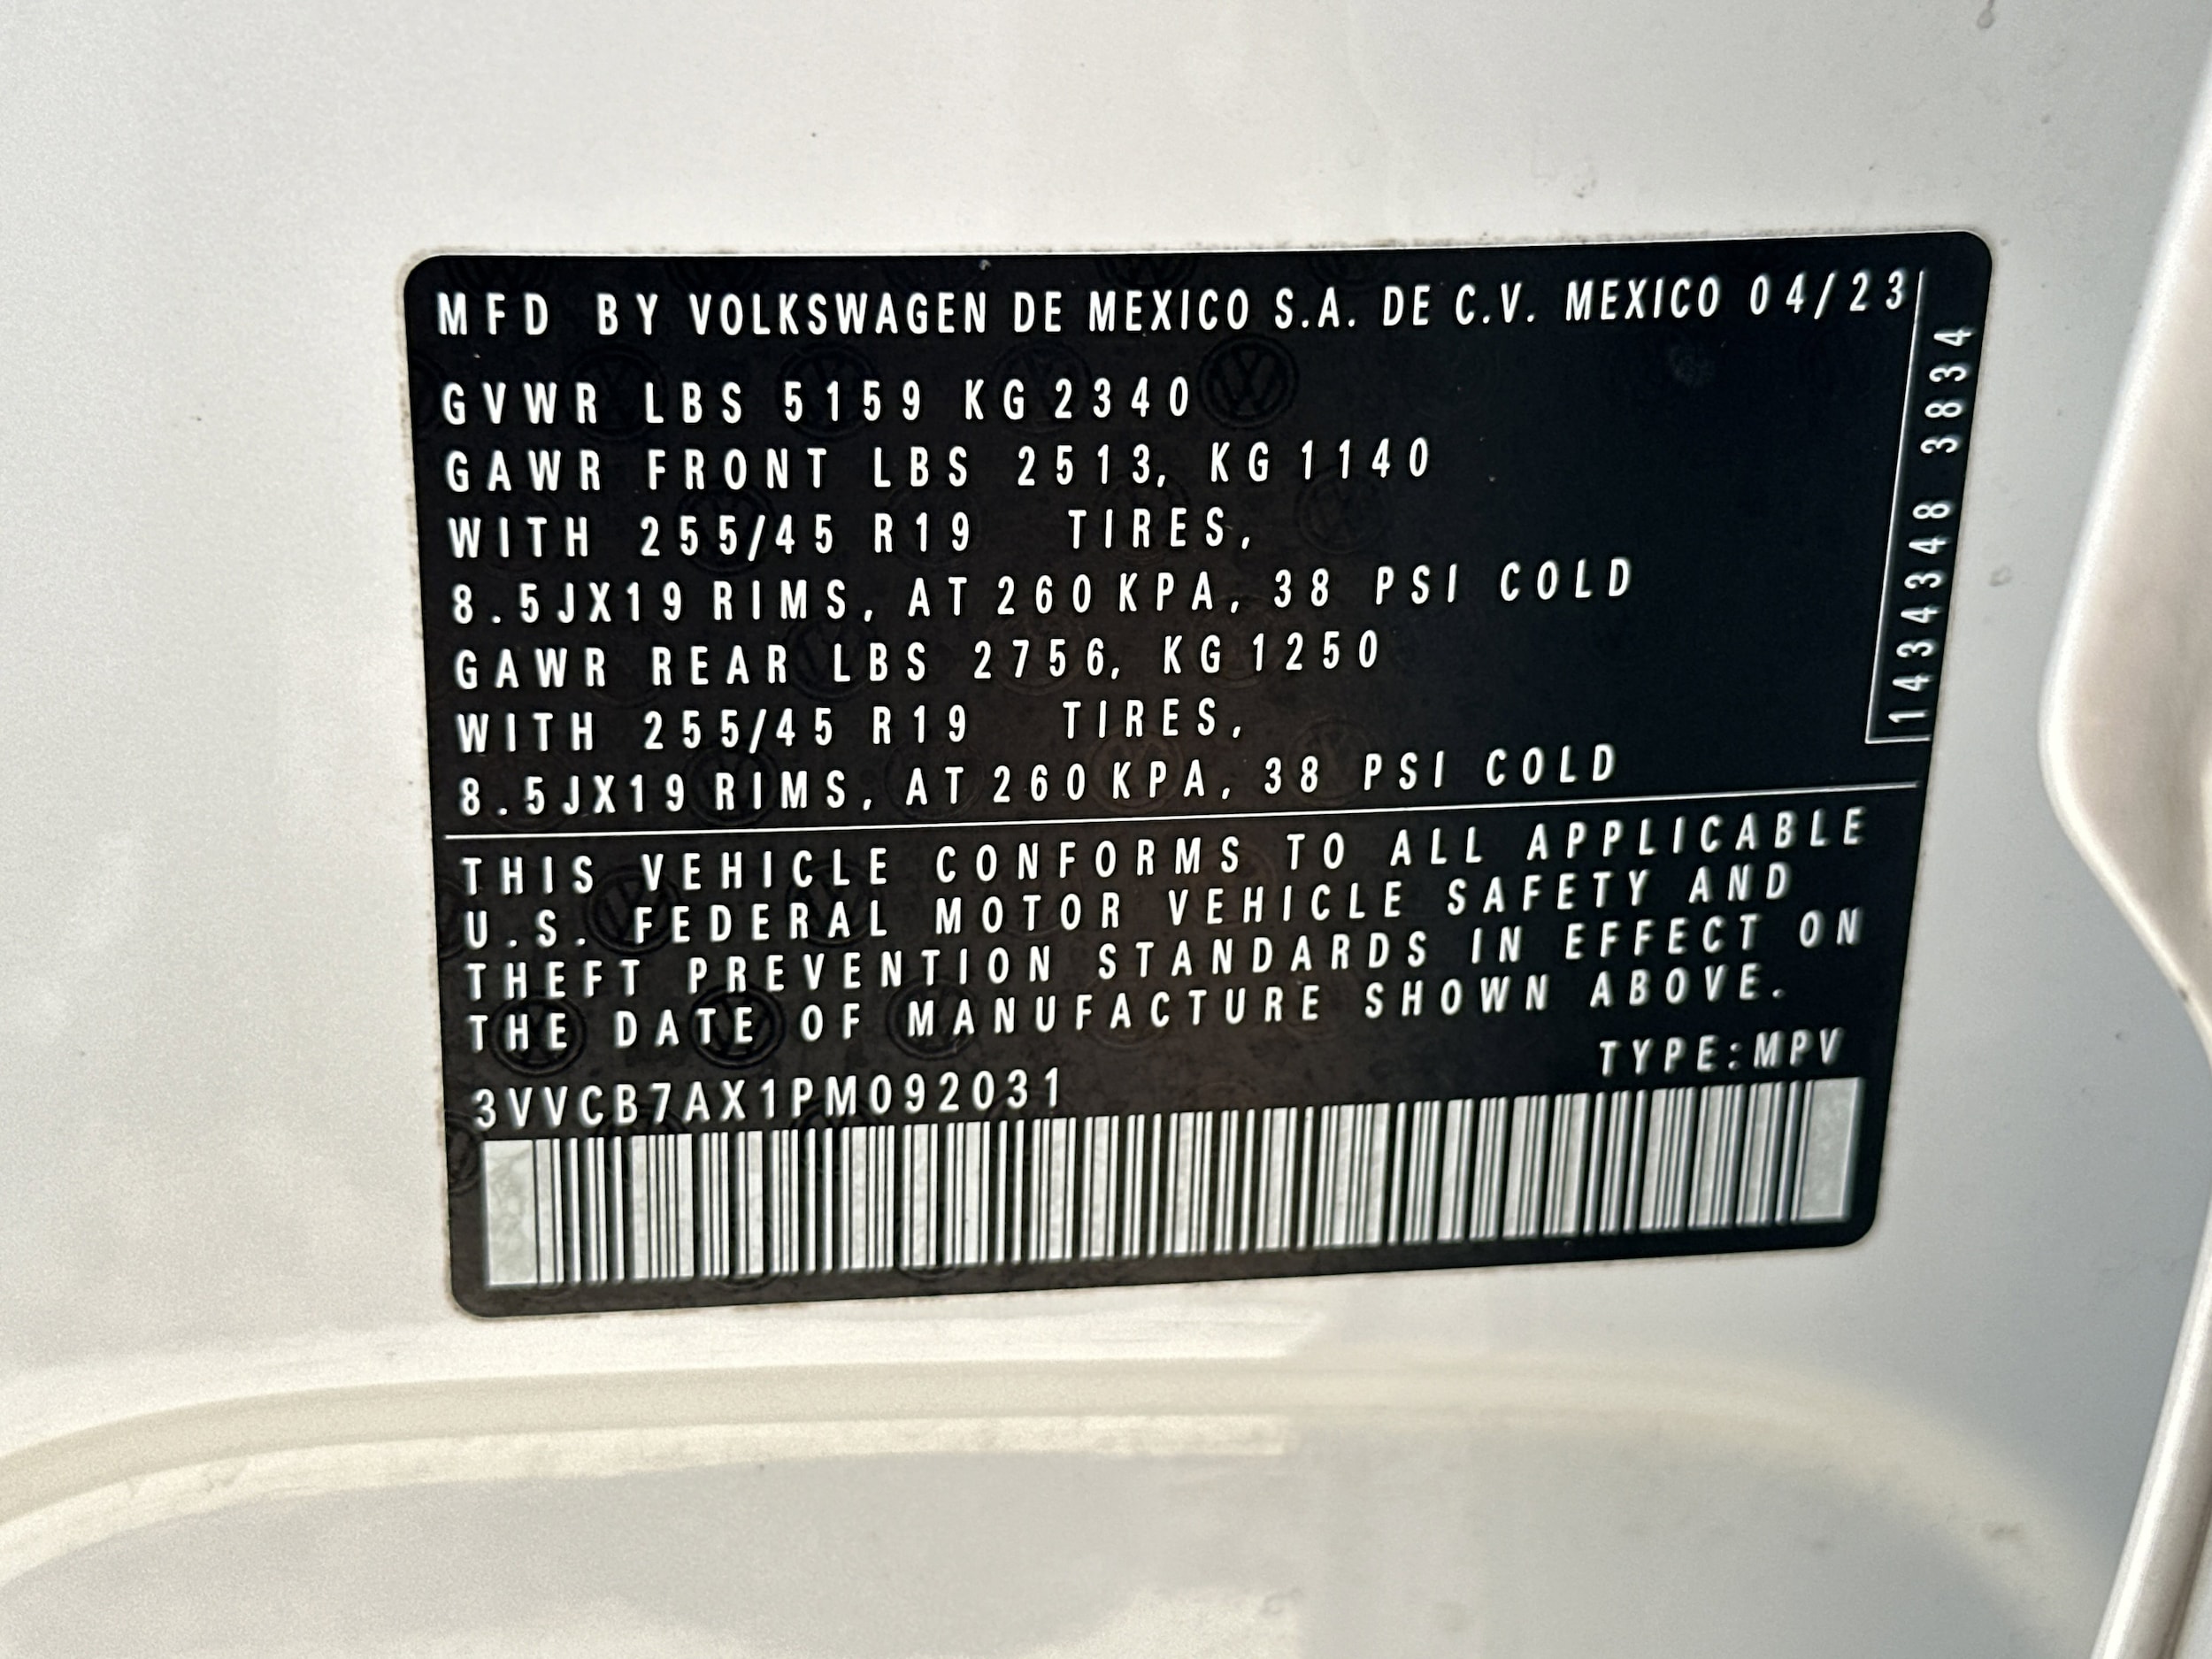 MFD BY VOLKSWAGEN DE MEXICO S.A. DE C.V. MEXICO 04/23
GVWR LBS 5159 KG 2340
GAWR FRONT LBS 2513, KG 1140
WITH 255/45 R19 TIRES,
8.5JX19 RIMS, AT 260 KPA, 38 PSI COLD
GAWR REAR LBS 2756, KG 1250
WITH 255/45 R19 TIRES,
8.5JX19 RIMS, AT 260 KPA, 38 PSI COLD
1434348 3834
THIS VEHICLE CONFORMS TO ALL APPLICABLE
U.S. FEDERAL MOTOR VEHICLE SAFETY AND
THEFT PREVENTION STANDARDS IN EFFECT ON
THE DATE OF MANUFACTURE SHOWN ABOVE.
TYPE:MPV
3VVCB7AX1PM092031